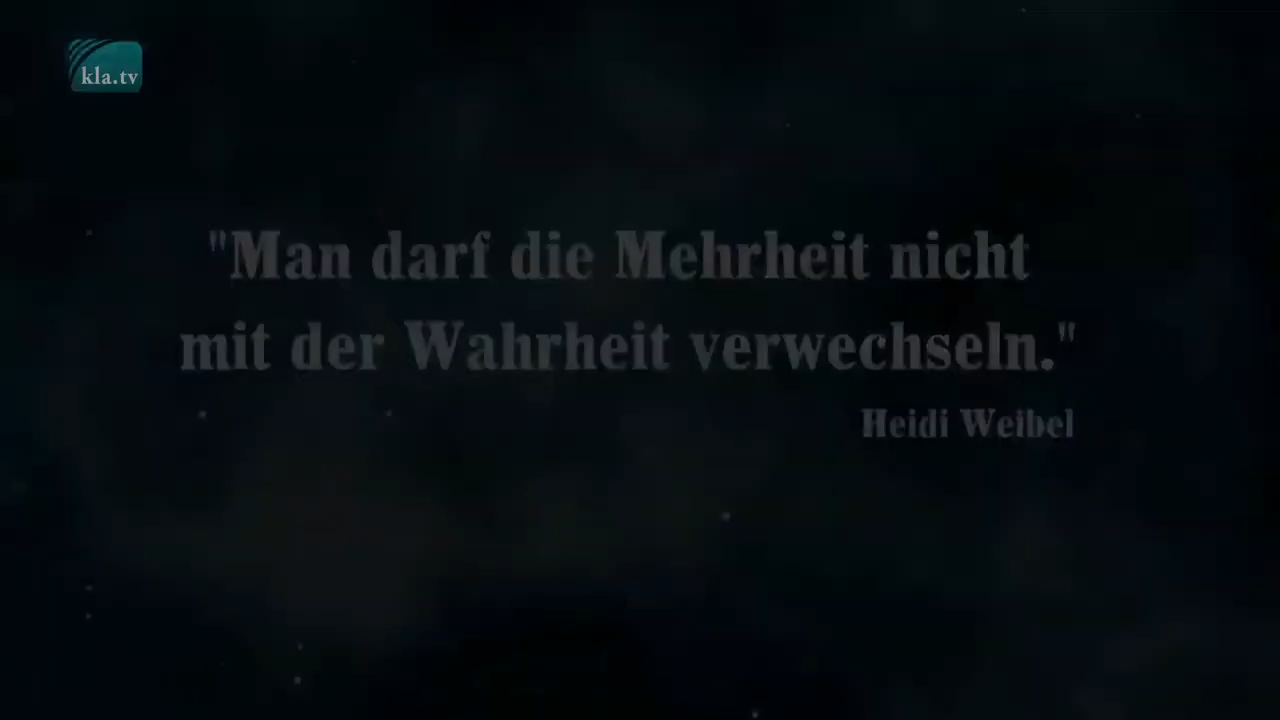 kla.tv
"Man darf die Mehrheit nicht
mit der Wahrheit verwechseln."
Heidi Weibel